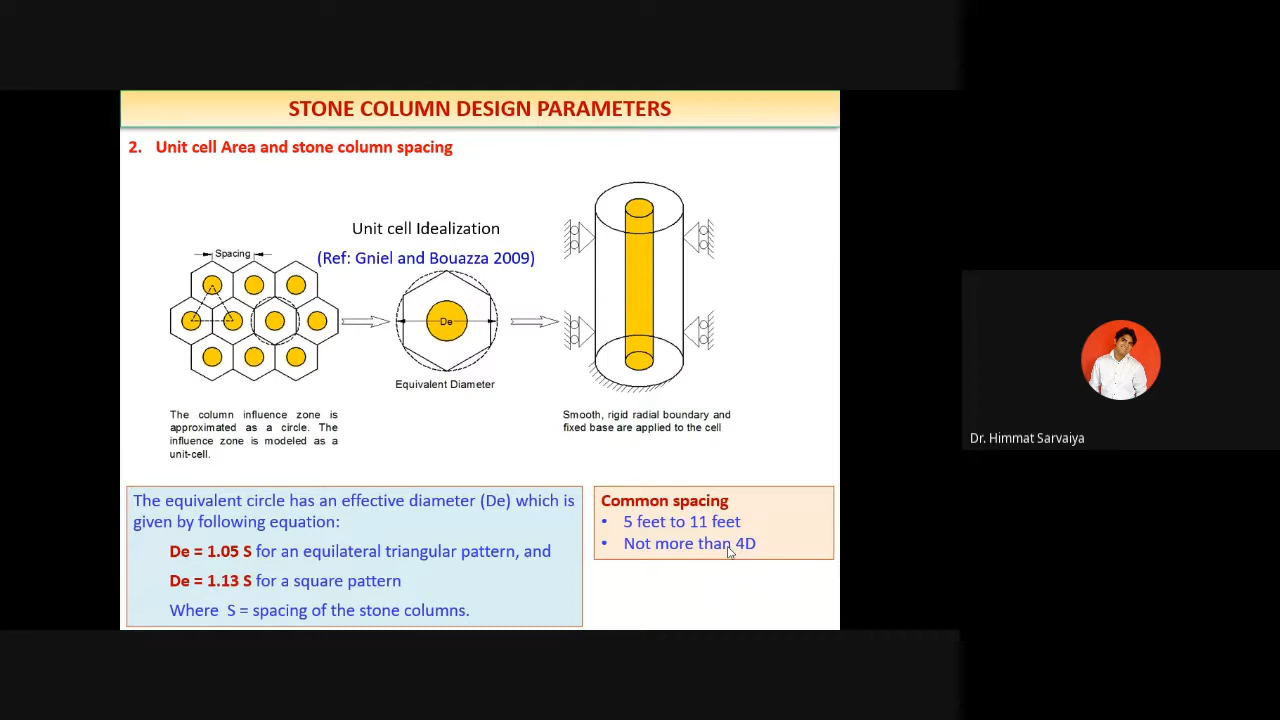 STONE COLUMN DESIGN PARAMETERS
2. Unit cell Area and stone column spacing
Unit cell Idealization
(Ref: Gniel and Bouazza 2009)
Spacing
De
Equivalent Diameter
The column influence zone is
approximated as a circle. The
influence zone is modeled as a
unit-cell.
Smooth, rigid radial boundary and
fixed base are applied to the cell
The equivalent circle has an effective diameter (De) which is
given by following equation:
De = 1.05 S for an equilateral triangular pattern, and
De = 1.13 S for a square pattern
Where S = spacing of the stone columns.
Common spacing
• 5 feet to 11 feet
• Not more than 4D
Dr. Himmat Sarvaiya